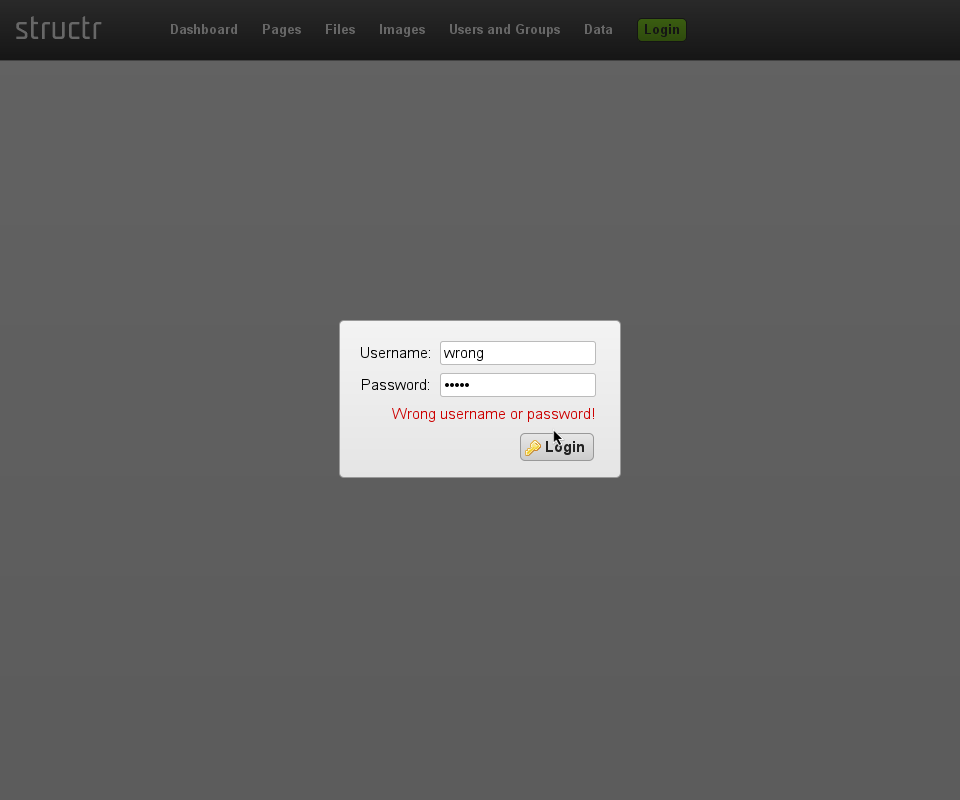 structr Dashboard Pages Files Images Users and Groups Data Login
Username: wrong
Password: •••••
Wrong username or password!
Login